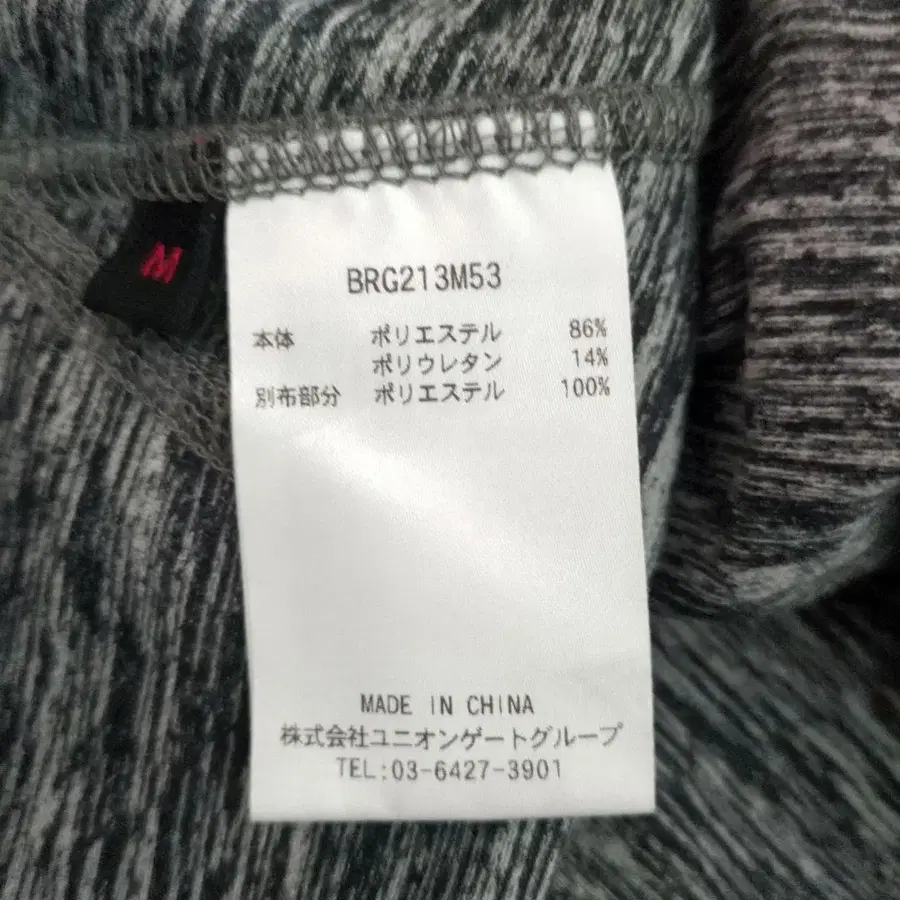 M
BRG213M53
本体 ポリエステル 86%
ポリウレタン 14%
別布部分 ポリエステル 100%
MADE IN CHINA
株式会社ユニオンゲートグループ
TEL:03-6427-3901